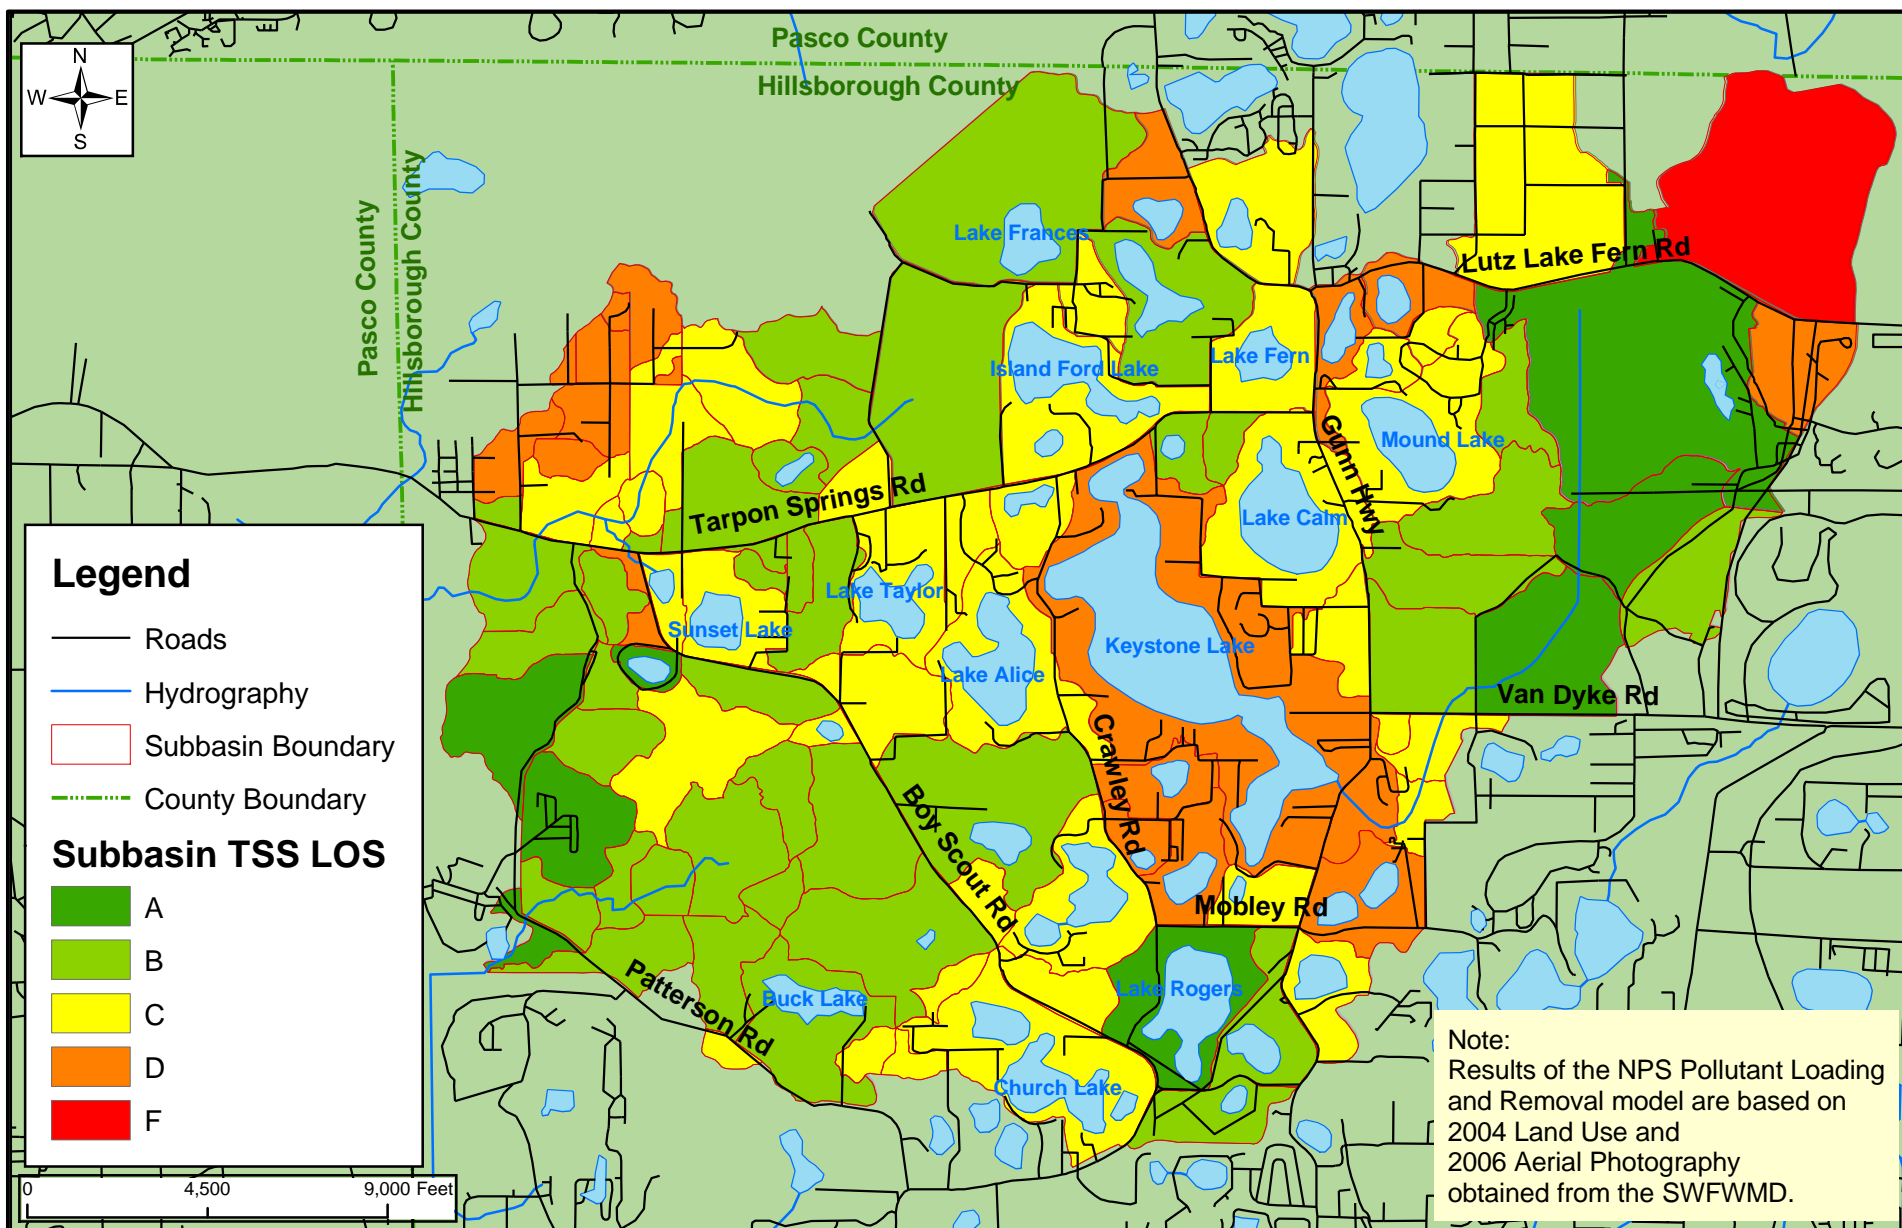 Pasco County
Hillsborough County
N
W E
S
Pasco County
Hillsborough County
Lake Frances
Lutz Lake Fern Rd
Island Ford Lake
Lake Fern
Gunn Hwy
Mound Lake
Tarpon Springs Rd
Lake Calm
Lake Taylor
Sunset Lake
Keystone Lake
Lake Alice
Van Dyke Rd
Crawley Rd
Boy Scout Rd
Mobley Rd
Patterson Rd
Buck Lake
Lake Rogers
Church Lake
Legend
Roads
Hydrography
Subbasin Boundary
County Boundary
Subbasin TSS LOS
A
B
C
D
F
0 4,500 9,000 Feet
Note:
Results of the NPS Pollutant Loading
and Removal model are based on
2004 Land Use and
2006 Aerial Photography
obtained from the SWFWMD.